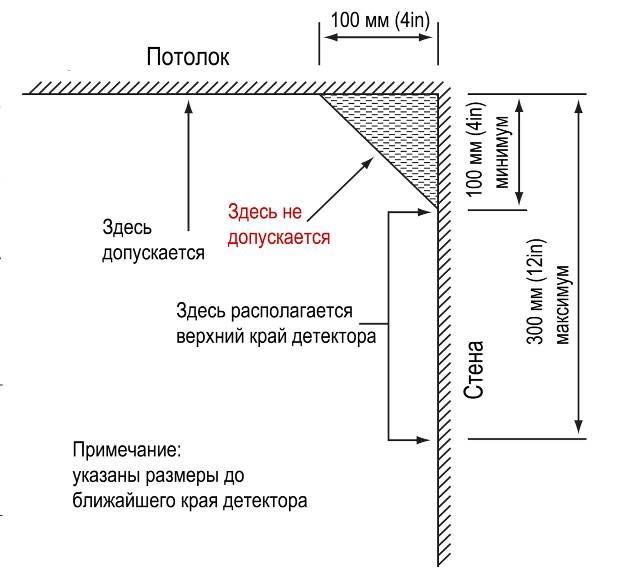 100 мм (4in)
Потолок
100 мм (4in)
минимум
Здесь не
допускается
Здесь
допускается
300 мм (12in)
максимум
Здесь располагается
верхний край детектора
Стена
Примечание:
указаны размеры до
ближайшего края детектора